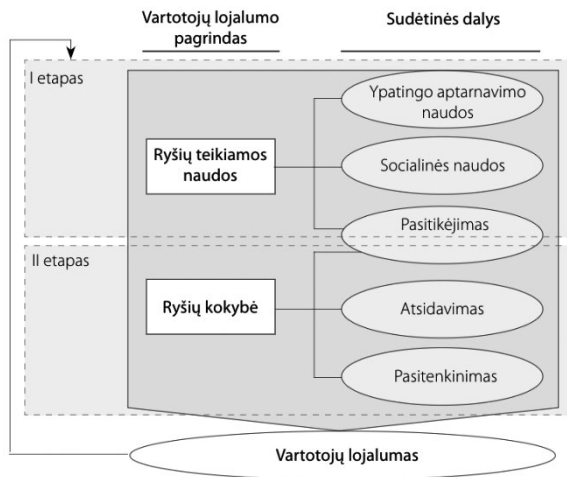 Vartotojų lojalumo
pagrindas
Sudėtinės dalys
I etapas
Ypatingo aptarnavimo
naudos
Ryšių teikiamos
naudos
Socialinės naudos
Pasitikėjimas
II etapas
Ryšių kokybė
Atsidavimas
Pasitenkinimas
Vartotojų lojalumas